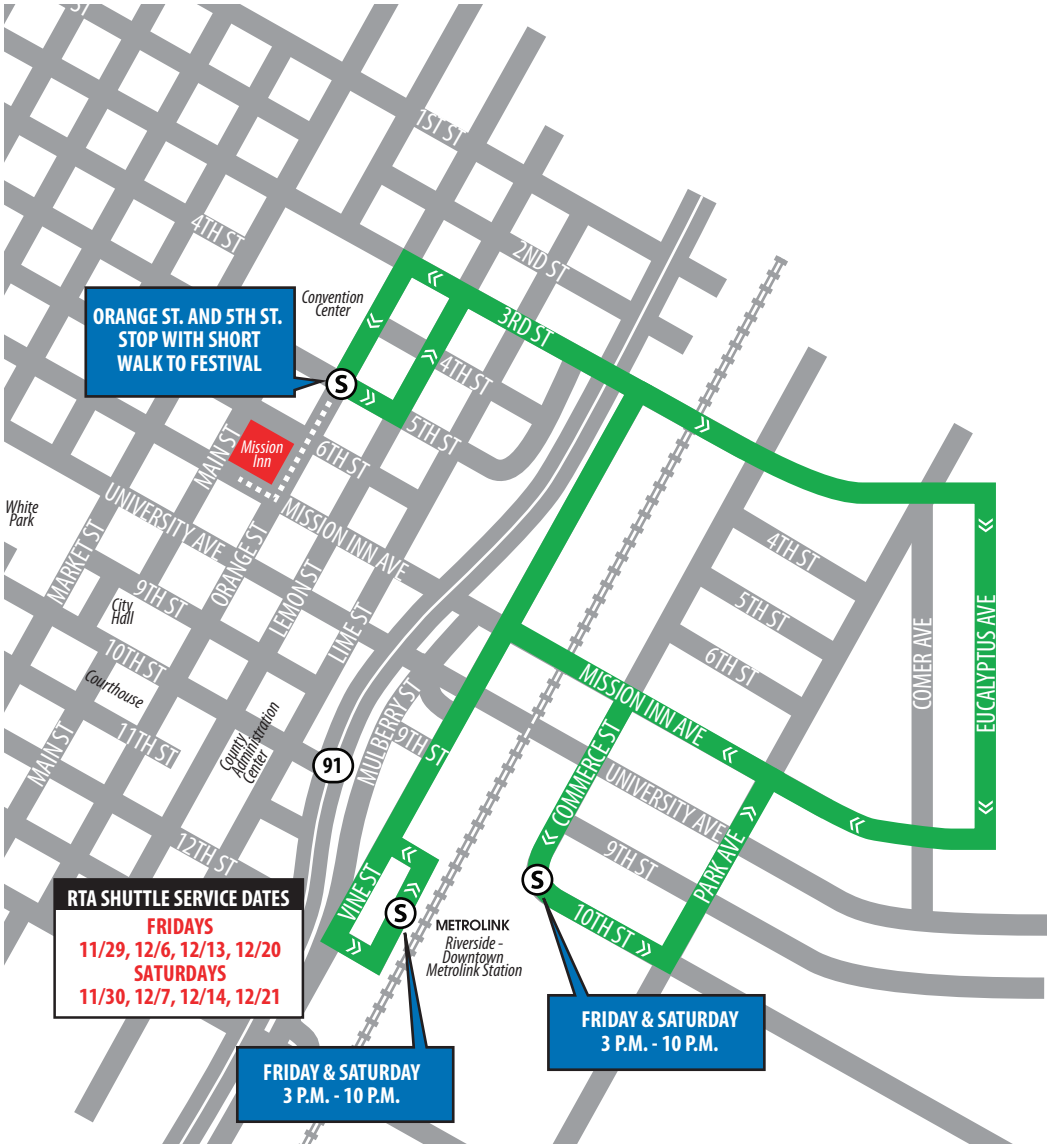 ST
1ST ST
4TH ST
2ND ST
Convention
Center
3RD ST
ORANGE ST. AND 5TH ST.
STOP WITH SHORT
WALK TO FESTIVAL
S
4TH ST
5TH ST
MAIN ST
Mission
Inn
6TH ST
White
Park
UNIVERSITY AVE
MISSION INN AVE
MARKET ST
ORANGE ST
9TH ST
LEMON ST
LIME ST
City
Hall
10TH ST
Courthouse
11TH ST
MAIN ST
County
Administration
Center
12TH ST
91
MULBERRY ST
9TH ST
4TH ST
5TH ST
6TH ST
COMER AVE
EUCALYPTUS AVE
MISSION INN AVE
COMMERCE ST
UNIVERSITY AVE
9TH ST
PARK AVE
S
10TH ST
VINE ST
S
METROLINK
Riverside -
Downtown
Metrolink Station
RTA SHUTTLE SERVICE DATES
FRIDAYS
11/29, 12/6, 12/13, 12/20
SATURDAYS
11/30, 12/7, 12/14, 12/21
FRIDAY & SATURDAY
3 P.M. - 10 P.M.
FRIDAY & SATURDAY
3 P.M. - 10 P.M.